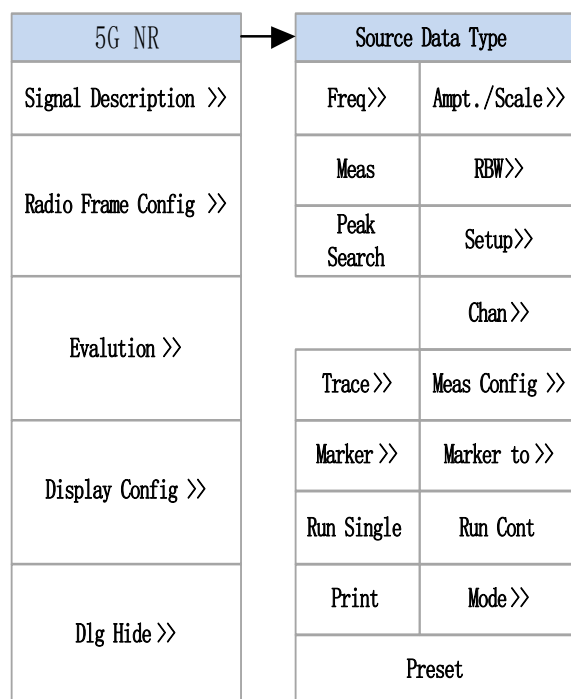 5G NR
Signal Description >>
Radio Frame Config >>
Evalution >>
Display Config >>
Dlg Hide >>
Source Data Type
Freq>>
Ampt./Scale>>
Meas
RBW>>
Peak
Search
Setup>>
Chan>>
Trace>>
Meas Config >>
Marker>>
Marker to>>
Run Single
Run Cont
Print
Mode>>
Preset